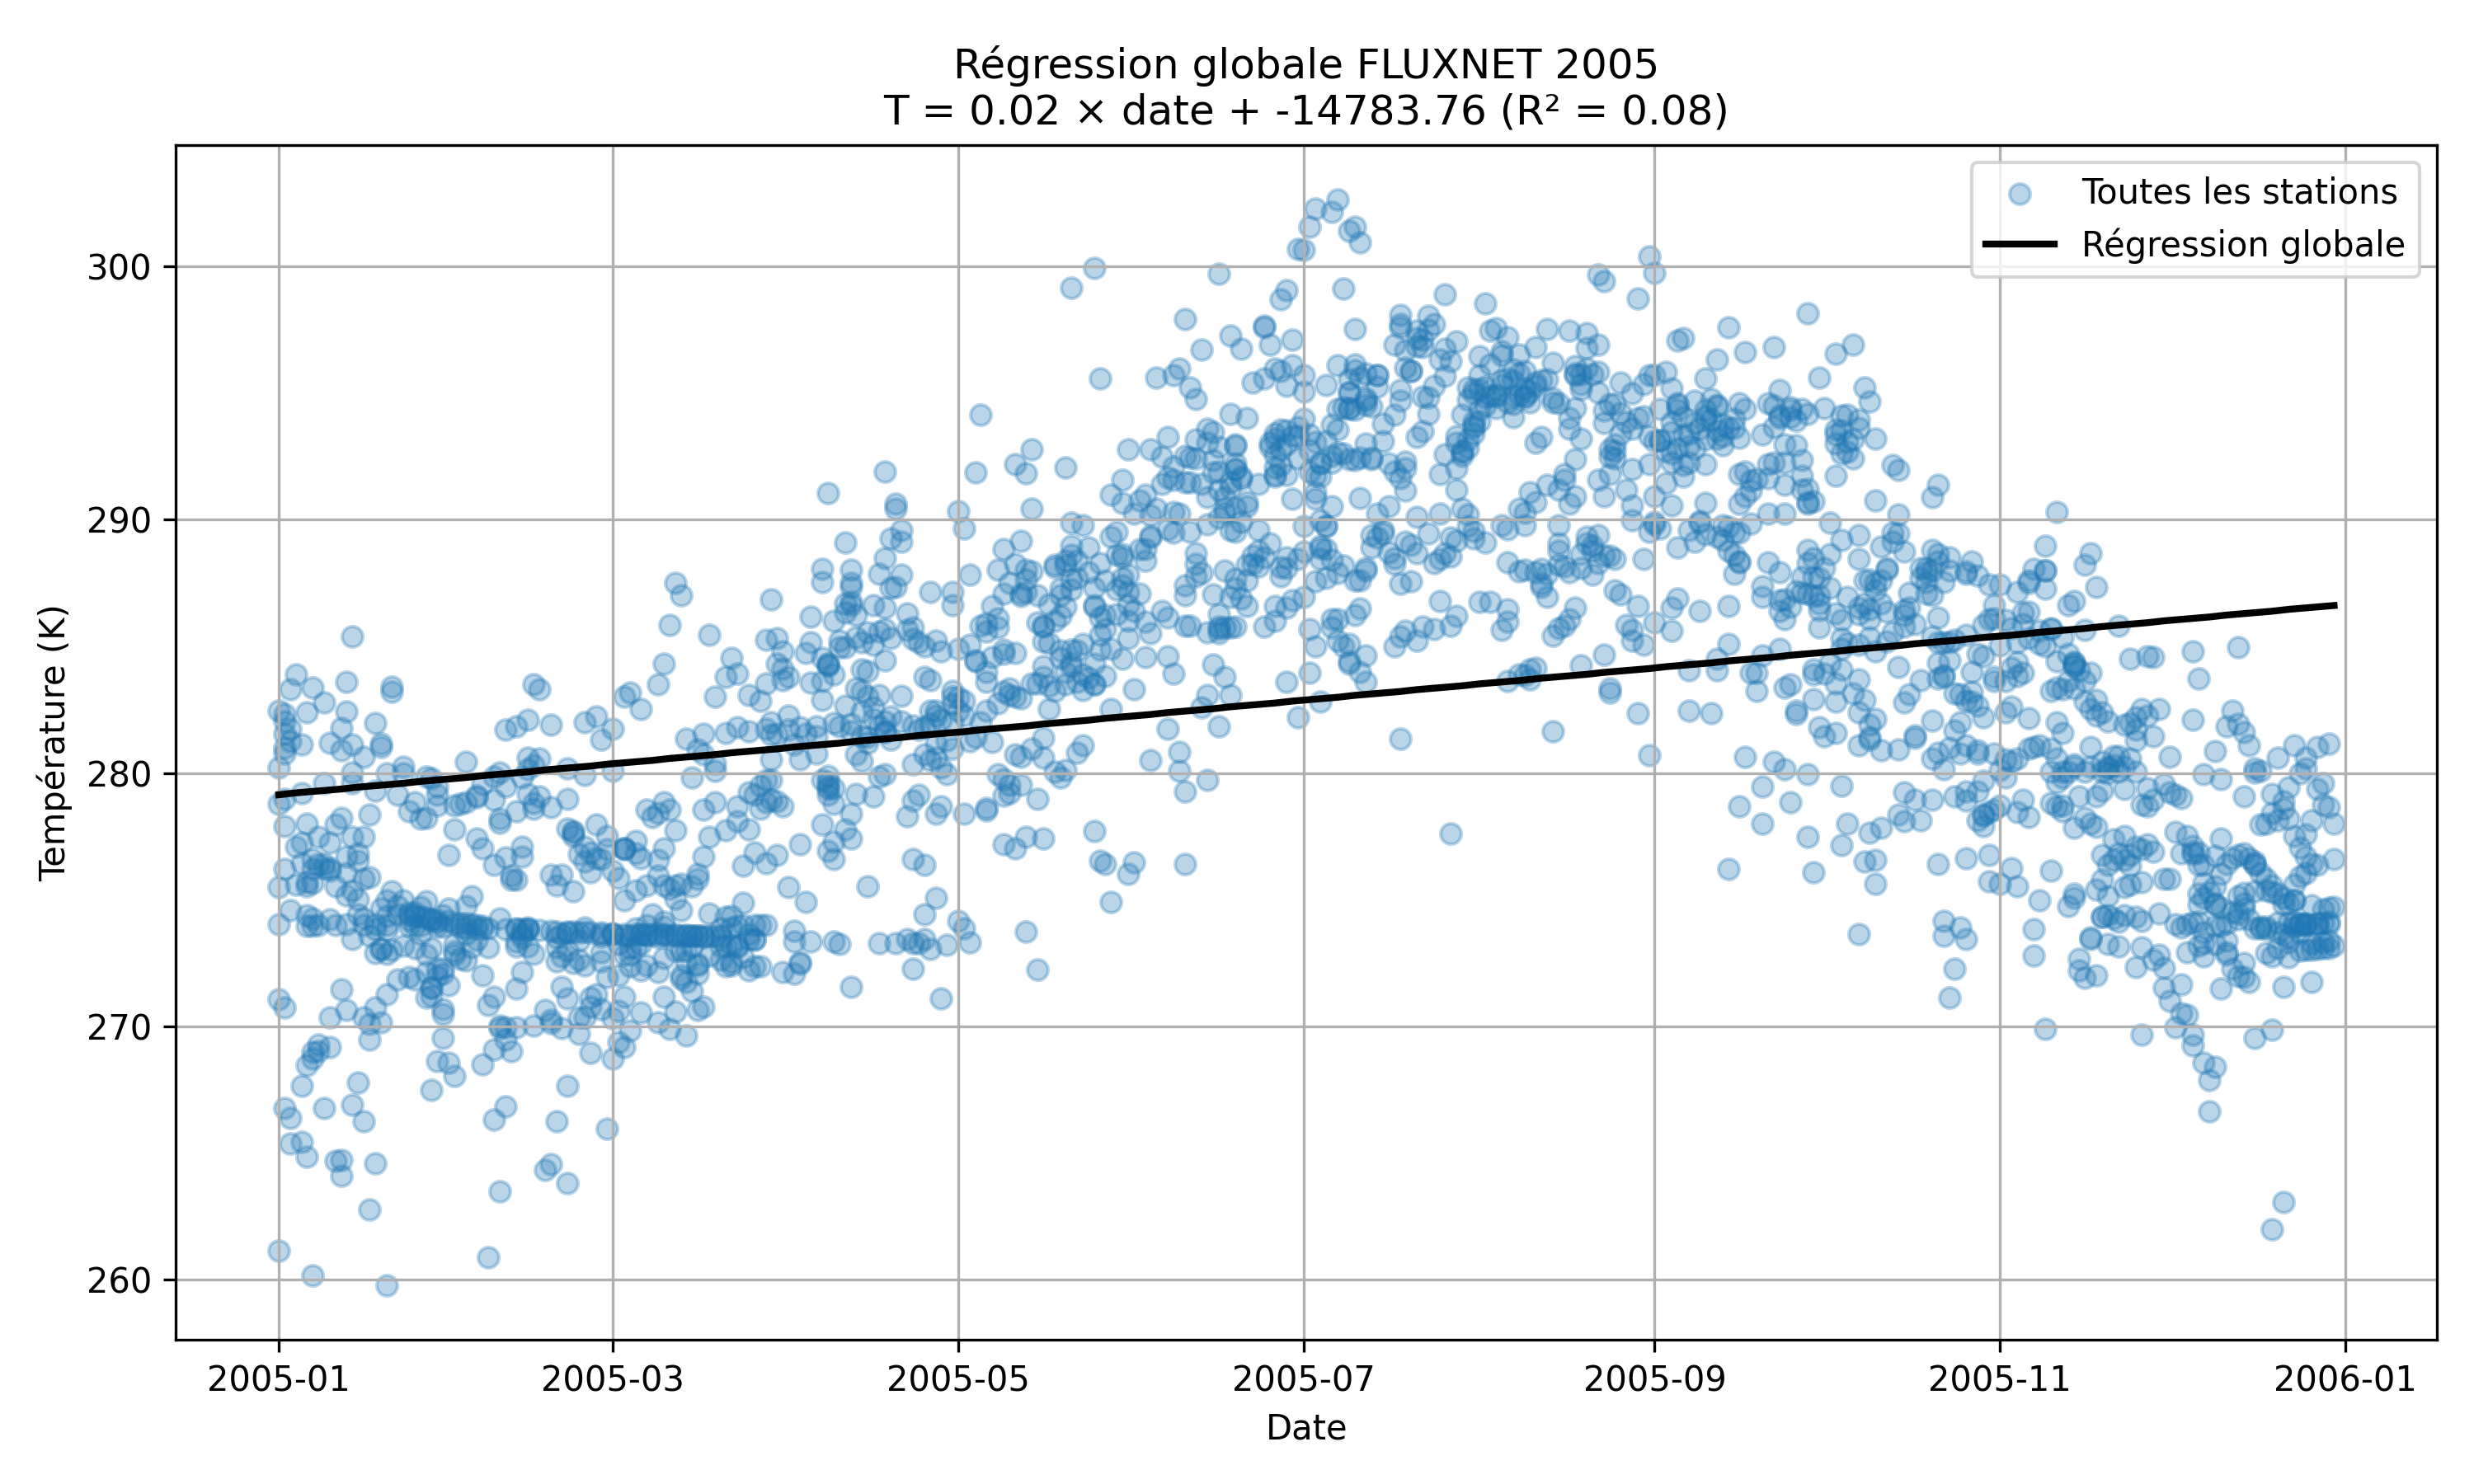 Régression globale FLUXNET 2005
T = 0.02 × date + -14783.76 (R² = 0.08)
Toutes les stations
Régression globale
Température (K)
300
290
280
270
260
2005-01
2005-03
2005-05
2005-07
2005-09
2005-11
2006-01
Date